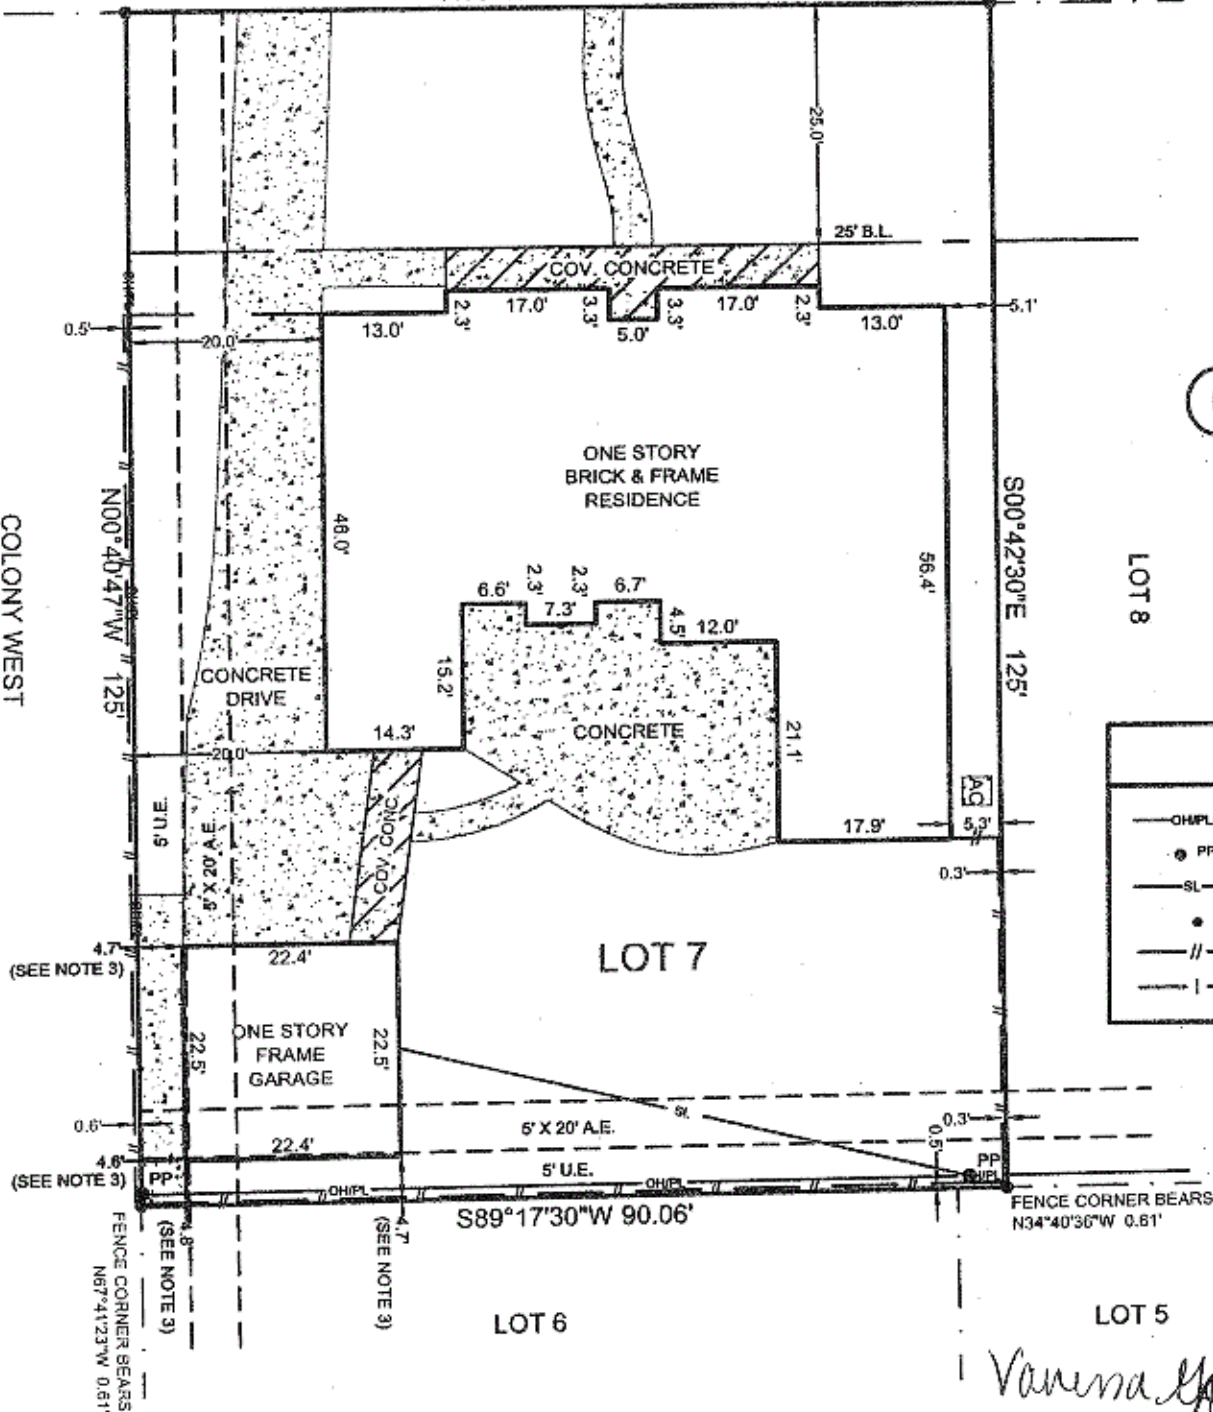 25.0'
25' B.L.
COV. CONCRETE
17.0'
3.3'
3.3'
17.0'
2.3'
2.3'
5.0'
13.0'
13.0'
5.1'
0.5'
20.0'
ONE STORY
BRICK & FRAME
RESIDENCE
46.0'
56.4'
N00°40'47"W 125'
S00°42'30"E 125'
COLONY WEST
LOT 8
6.6'
2.3'
7.3'
2.3'
6.7'
4.5'
12.0'
15.2'
21.1'
CONCRETE
DRIVE
CONCRETE
14.3'
20.0'
AC
17.9'
5.3'
0.3'
5' U.E.
5' X 20' A.E.
COV. CONC.
OH/PL
PP
SL
//
I
4.7'
(SEE NOTE 3)
22.4'
LOT 7
22.5'
ONE STORY
FRAME
GARAGE
22.5'
SL
0.6'
5' X 20' A.E.
0.3'
0.5'
22.4'
4.6'
(SEE NOTE 3)
PP
5' U.E.
PP
OH/PL
OH/PL
S89°17'30"W 90.06'
FENCE CORNER BEARS
N34°40'36"W 0.61'
4.8'
(SEE NOTE 3)
4.7'
(SEE NOTE 3)
FENCE CORNER BEARS
N67°41'23"W 0.61'
LOT 6
LOT 5
Vanessa